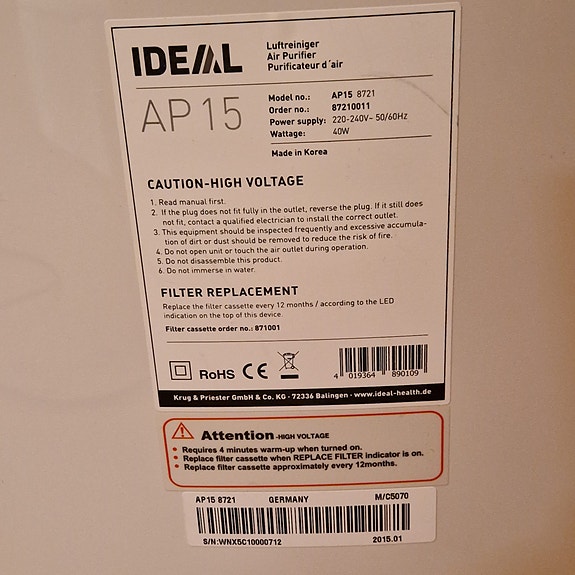 IDEAL
Luftreiniger
Air Purifier
Purificateur d´air
AP 15
Model no.: AP15 8721
Order no.: 87210011
Power supply: 220-240V~ 50/60Hz
Wattage: 40W
Made in Korea
CAUTION-HIGH VOLTAGE
1. Read manual first.
2. If the plug does not fit fully in the outlet, reverse the plug. If it still does
not fit, contact a qualified electrician to install the correct outlet.
3. This equipment should be inspected frequently and excessive accumula-
tion of dirt or dust should be removed to reduce the risk of fire.
4. Do not open unit or touch the air outlet during operation.
5. Do not disassemble this product.
6. Do not immerse in water.
FILTER REPLACEMENT
Replace the filter cassette every 12 months / according to the LED
indication on the top of this device.
Filter cassette order no.: 871001
RoHS CE
4 019364 890109
Krug & Priester GmbH & Co. KG · 72336 Balingen · www.ideal-health.de
Attention -HIGH VOLTAGE
• Requires 4 minutes warm-up when turned on.
• Replace filter cassette when REPLACE FILTER indicator is on.
• Replace filter cassette approximately every 12months.
AP15 8721 GERMANY M/C5070
S/N:WNX5C10000712 2015.01